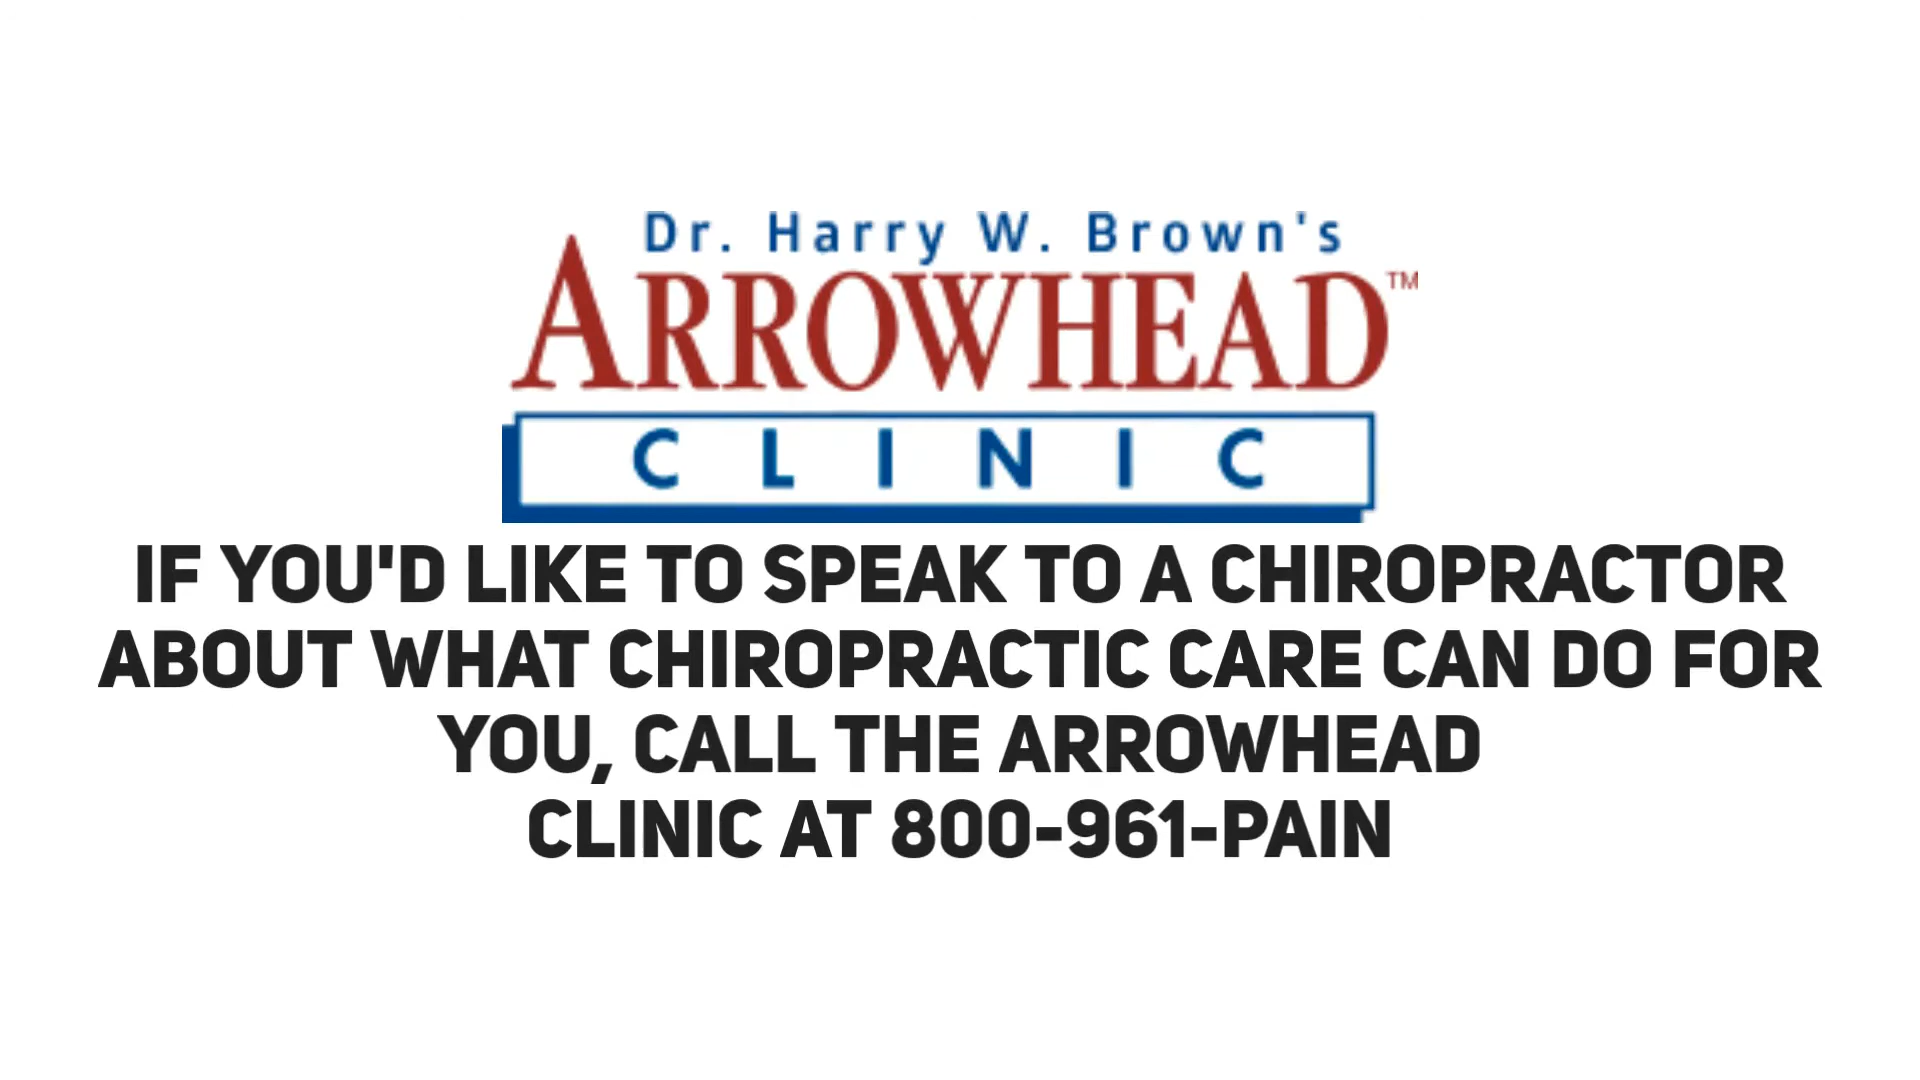 Dr. Harry W. Brown's
ARROWHEAD™
CLINIC
IF YOU'D LIKE TO SPEAK TO A CHIROPRACTOR
ABOUT WHAT CHIROPRACTIC CARE CAN DO FOR
YOU, CALL THE ARROWHEAD
CLINIC AT 800-961-PAIN